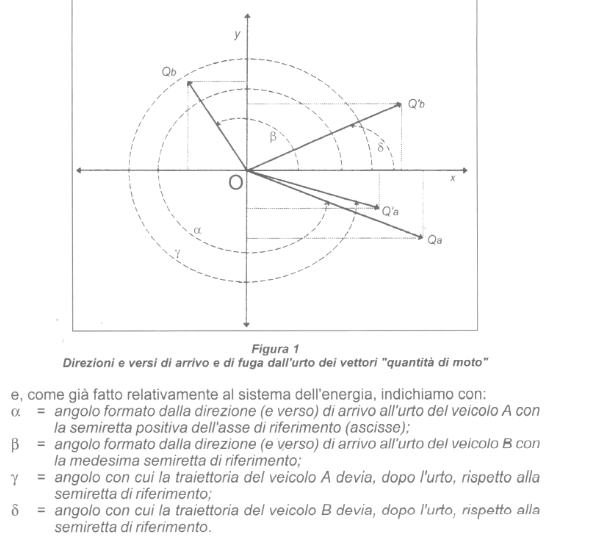 y
Qb
Q'b
β
δ
O
x
Q'a
α
Qa
γ
Figura 1
Direzioni e versi di arrivo e di fuga dall'urto dei vettori "quantità di moto"
e, come già fatto relativamente al sistema dell'energia, indichiamo con:
α = angolo formato dalla direzione (e verso) di arrivo all'urto del veicolo A con
la semiretta positiva dell'asse di riferimento (ascisse);
β = angolo formato dalla direzione (e verso) di arrivo all'urto del veicolo B con
la medesima semiretta di riferimento;
γ = angolo con cui la traiettoria del veicolo A devia, dopo l'urto, rispetto alla
semiretta di riferimento;
δ = angolo con cui la traiettoria del veicolo B devia, dopo l'urto, rispetto alla
semiretta di riferimento.